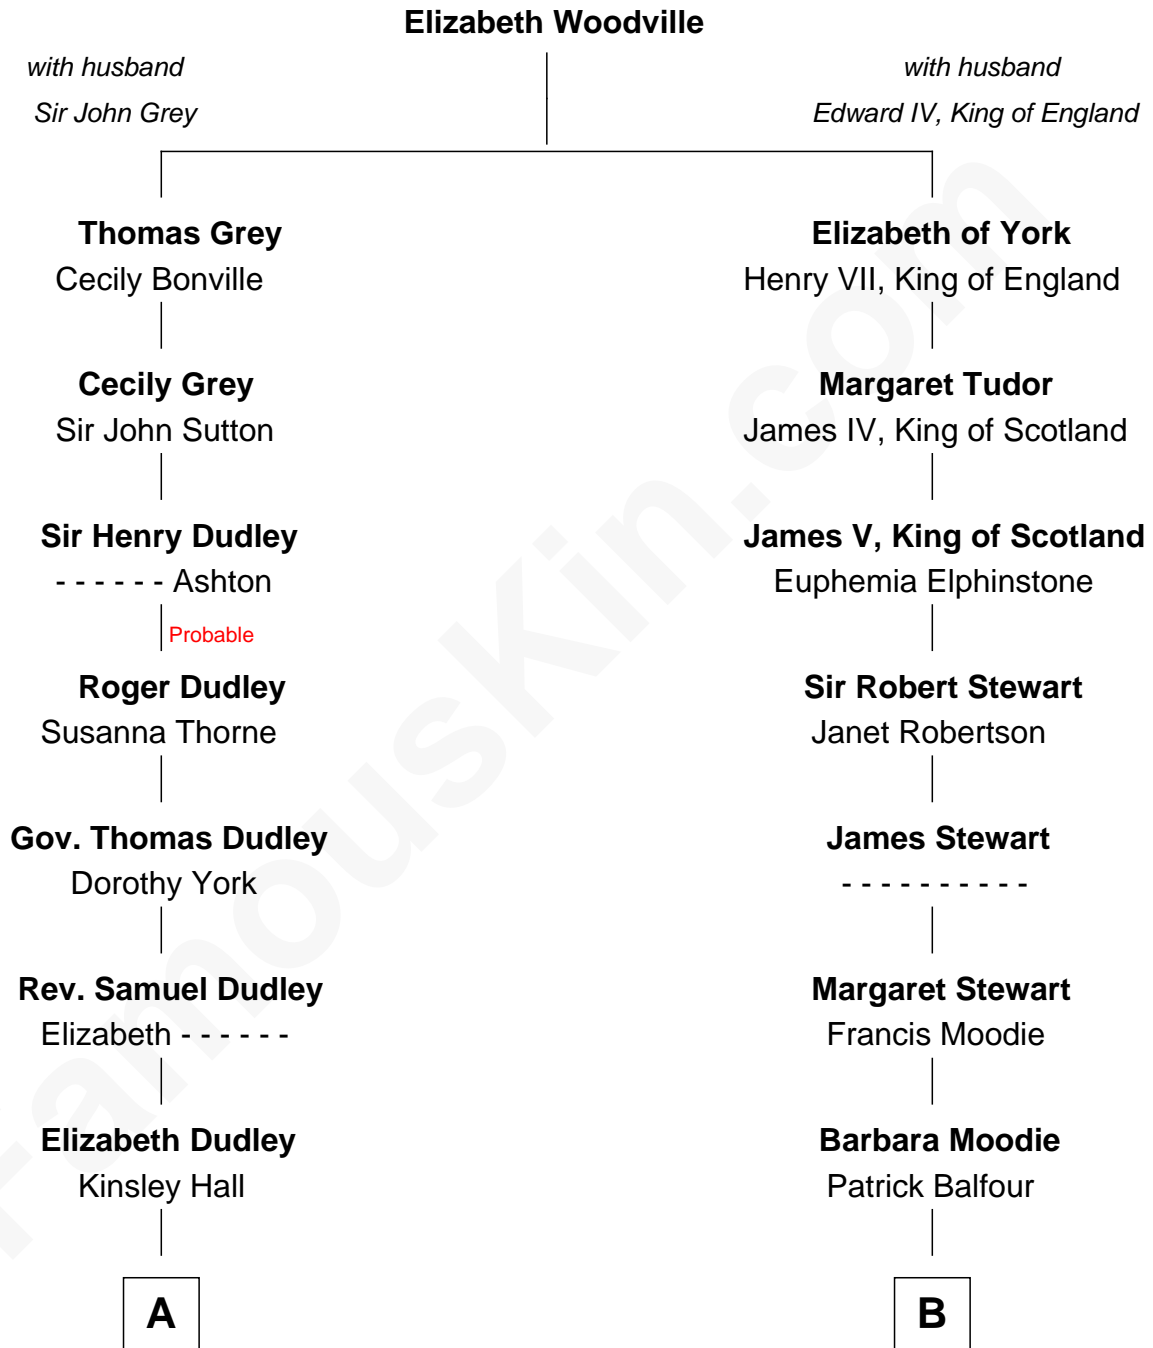 Elizabeth Woodville
with husband
Sir John Grey
with husband
Edward IV, King of England
Thomas Grey
Cecily Bonville
Elizabeth of York
Henry VII, King of England
Cecily Grey
Sir John Sutton
Margaret Tudor
James IV, King of Scotland
Sir Henry Dudley
- - - - - - Ashton
James V, King of Scotland
Euphemia Elphinstone
Probable
Roger Dudley
Susanna Thorne
Sir Robert Stewart
Janet Robertson
Gov. Thomas Dudley
Dorothy York
James Stewart
- - - - - - - - - -
Rev. Samuel Dudley
Elizabeth - - - - - -
Margaret Stewart
Francis Moodie
Elizabeth Dudley
Kinsley Hall
Barbara Moodie
Patrick Balfour
A
B
FamousKin.com